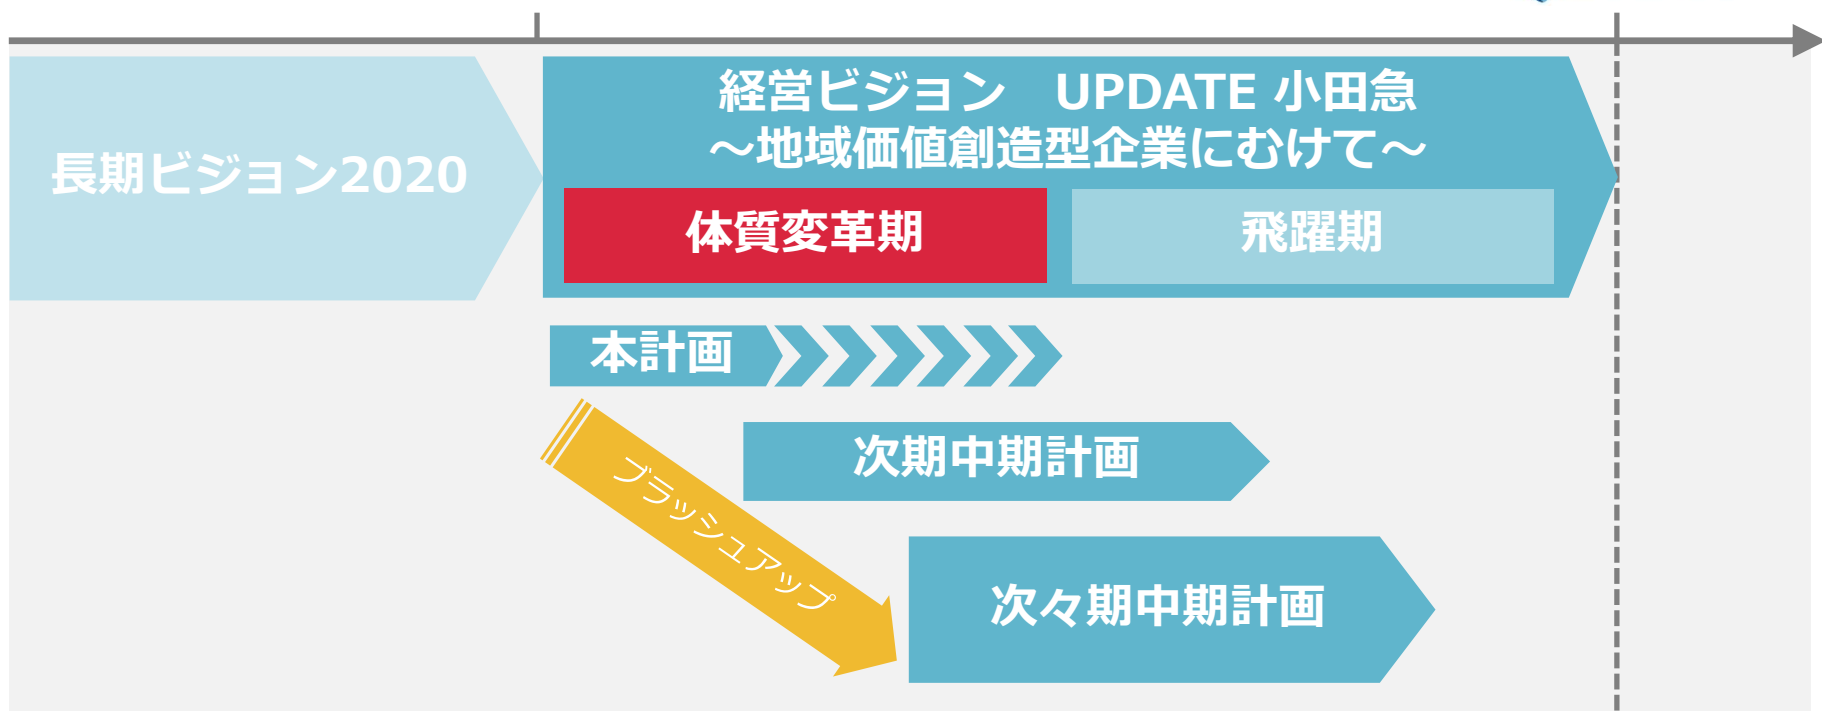 長期ビジョン2020
経営ビジョン　UPDATE 小田急
～地域価値創造型企業にむけて～
体質変革期
飛躍期
本計画
次期中期計画
ブラッシュアップ
次々期中期計画